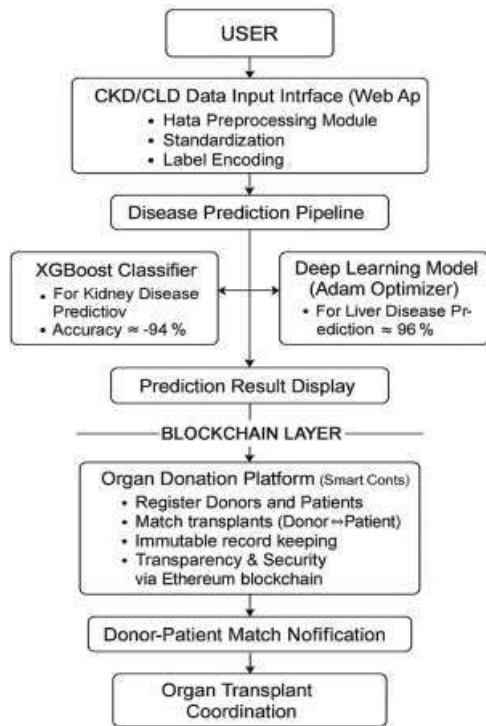 USER
CKD/CLD Data Input Intrface (Web Ap
• Hata Preprocessing Module
• Standardization
• Label Encoding
Disease Prediction Pipeline
XGBoost Classifier
• For Kidney Disease
Predictiov
• Accuracy ≈ -94 %
Deep Learning Model
(Adam Optimizer)
• For Liver Disease Pr-
ediction ≈ 96 %
Prediction Result Display
BLOCKCHAIN LAYER
Organ Donation Platform (Smart Conts)
• Register Donors and Patients
• Match transplants (Donor↔Patient)
• Immutable record keeping
• Transparency & Security
via Ethereum blockchain
Donor-Patient Match Nofification
Organ Transplant
Coordination